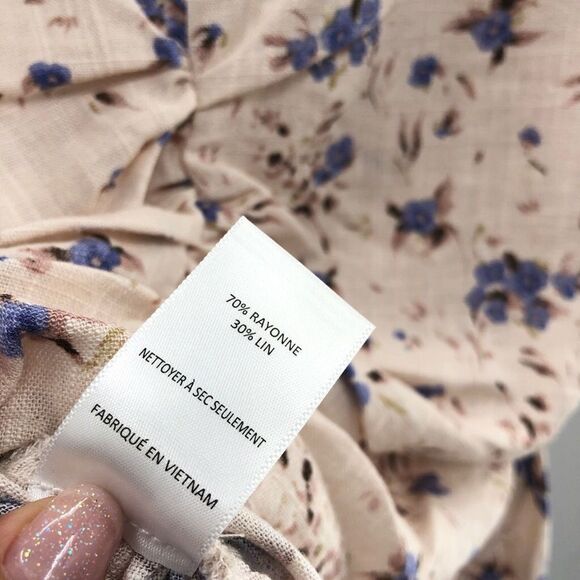 70% RAYONNE
30% LIN
NETTOYER À SEC SEULEMENT
FABRIQUÉ EN VIETNAM